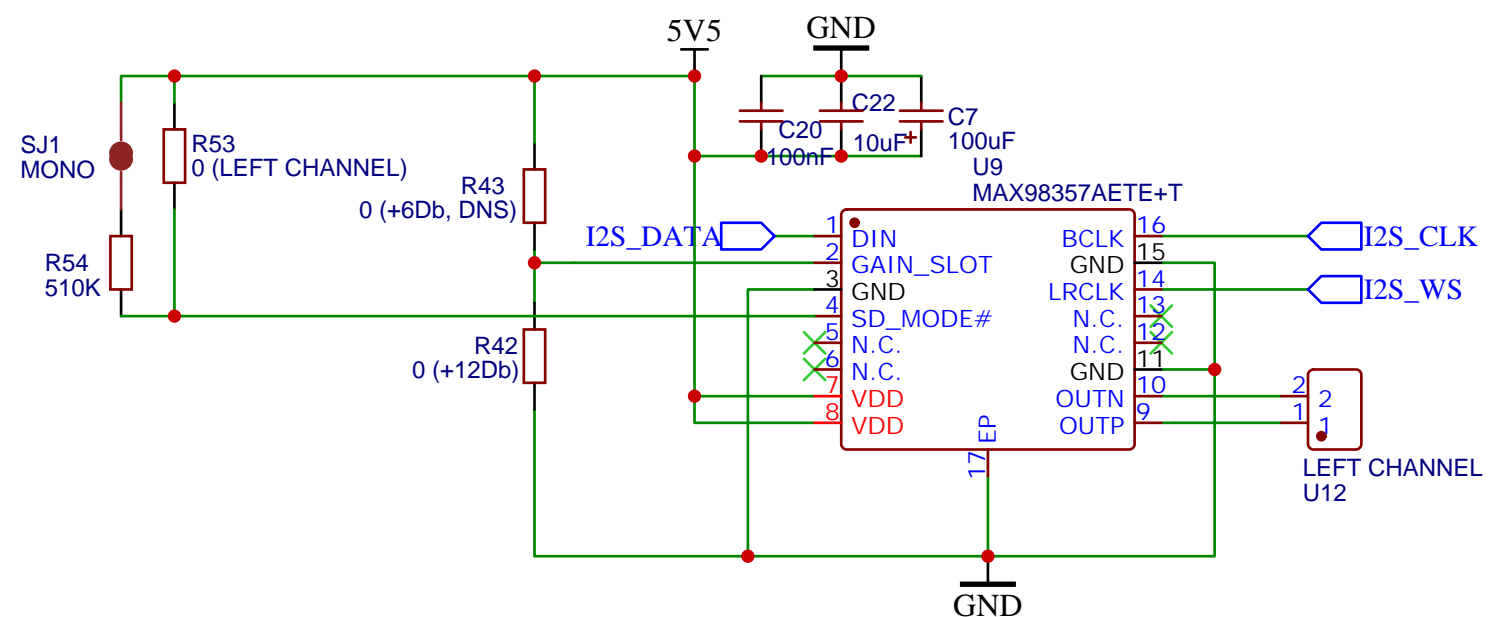 5V5
GND
SJ1
MONO
R53
0 (LEFT CHANNEL)
R54
510K
R43
0 (+6Db, DNS)
R42
0 (+12Db)
C20
100nF
C22
10uF
+
C7
100uF
U9
MAX98357AETE+T
I2S_DATA
1 DIN
2 GAIN_SLOT
3 GND
4 SD_MODE#
5 N.C.
6 N.C.
7 VDD
8 VDD
EP
17
BCLK 16
GND 15
LRCLK 14
N.C. 13
N.C. 12
GND 11
OUTN 10
OUTP 9
I2S_CLK
I2S_WS
2 2
1 1
LEFT CHANNEL
U12
GND